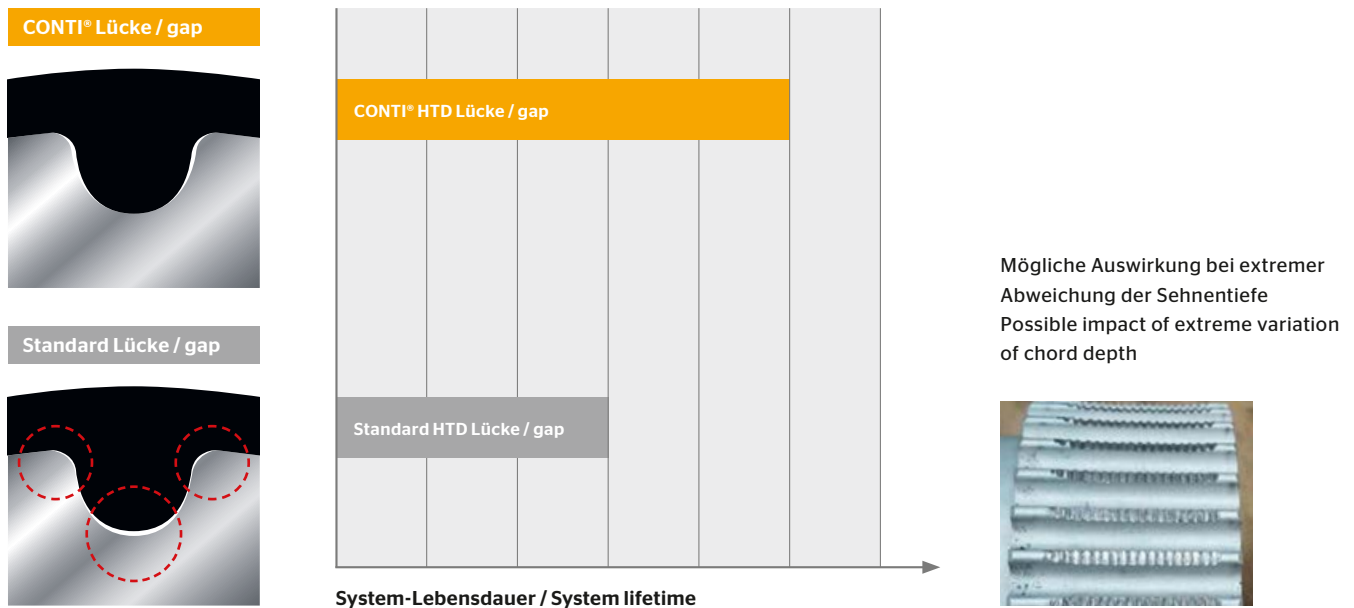 CONTI® Lücke / gap
CONTI® HTD Lücke / gap
Standard Lücke / gap
Standard HTD Lücke / gap
System-Lebensdauer / System lifetime
Mögliche Auswirkung bei extremer
Abweichung der Sehnentiefe
Possible impact of extreme variation
of chord depth